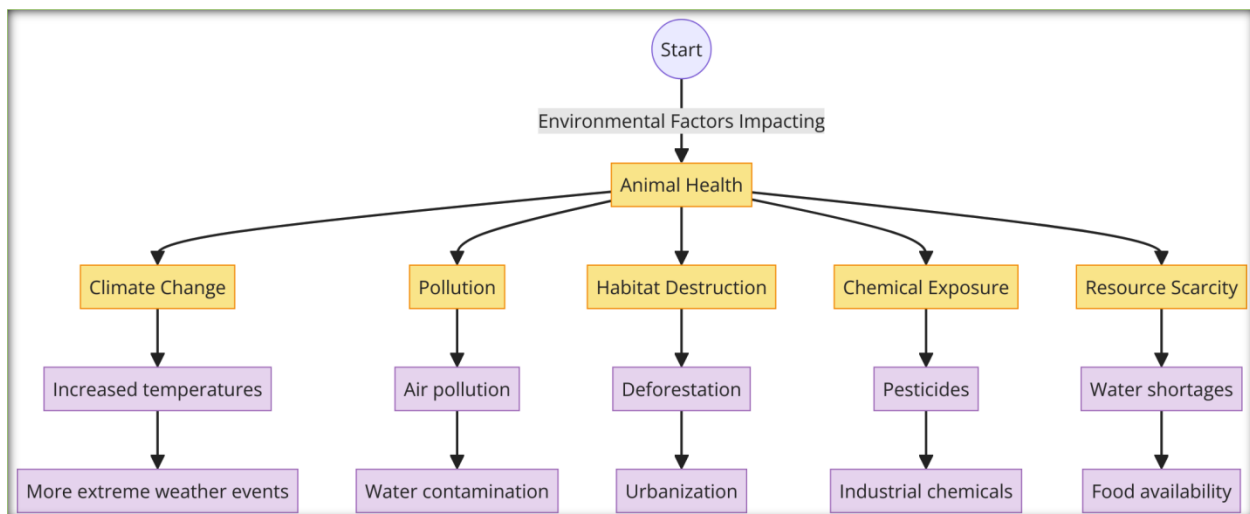 Start
Environmental Factors Impacting
Animal Health
Climate Change
Pollution
Habitat Destruction
Chemical Exposure
Resource Scarcity
Increased temperatures
Air pollution
Deforestation
Pesticides
Water shortages
More extreme weather events
Water contamination
Urbanization
Industrial chemicals
Food availability